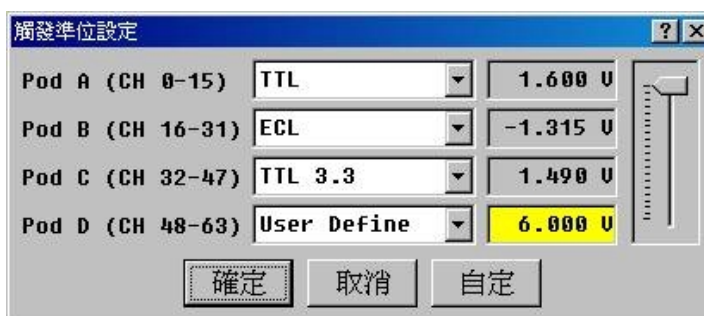 觸發準位設定
Pod A (CH 0-15) TTL 1.600 V
Pod B (CH 16-31) ECL -1.315 V
Pod C (CH 32-47) TTL 3.3 1.490 V
Pod D (CH 48-63) User Define 6.000 V
確定 取消 自定